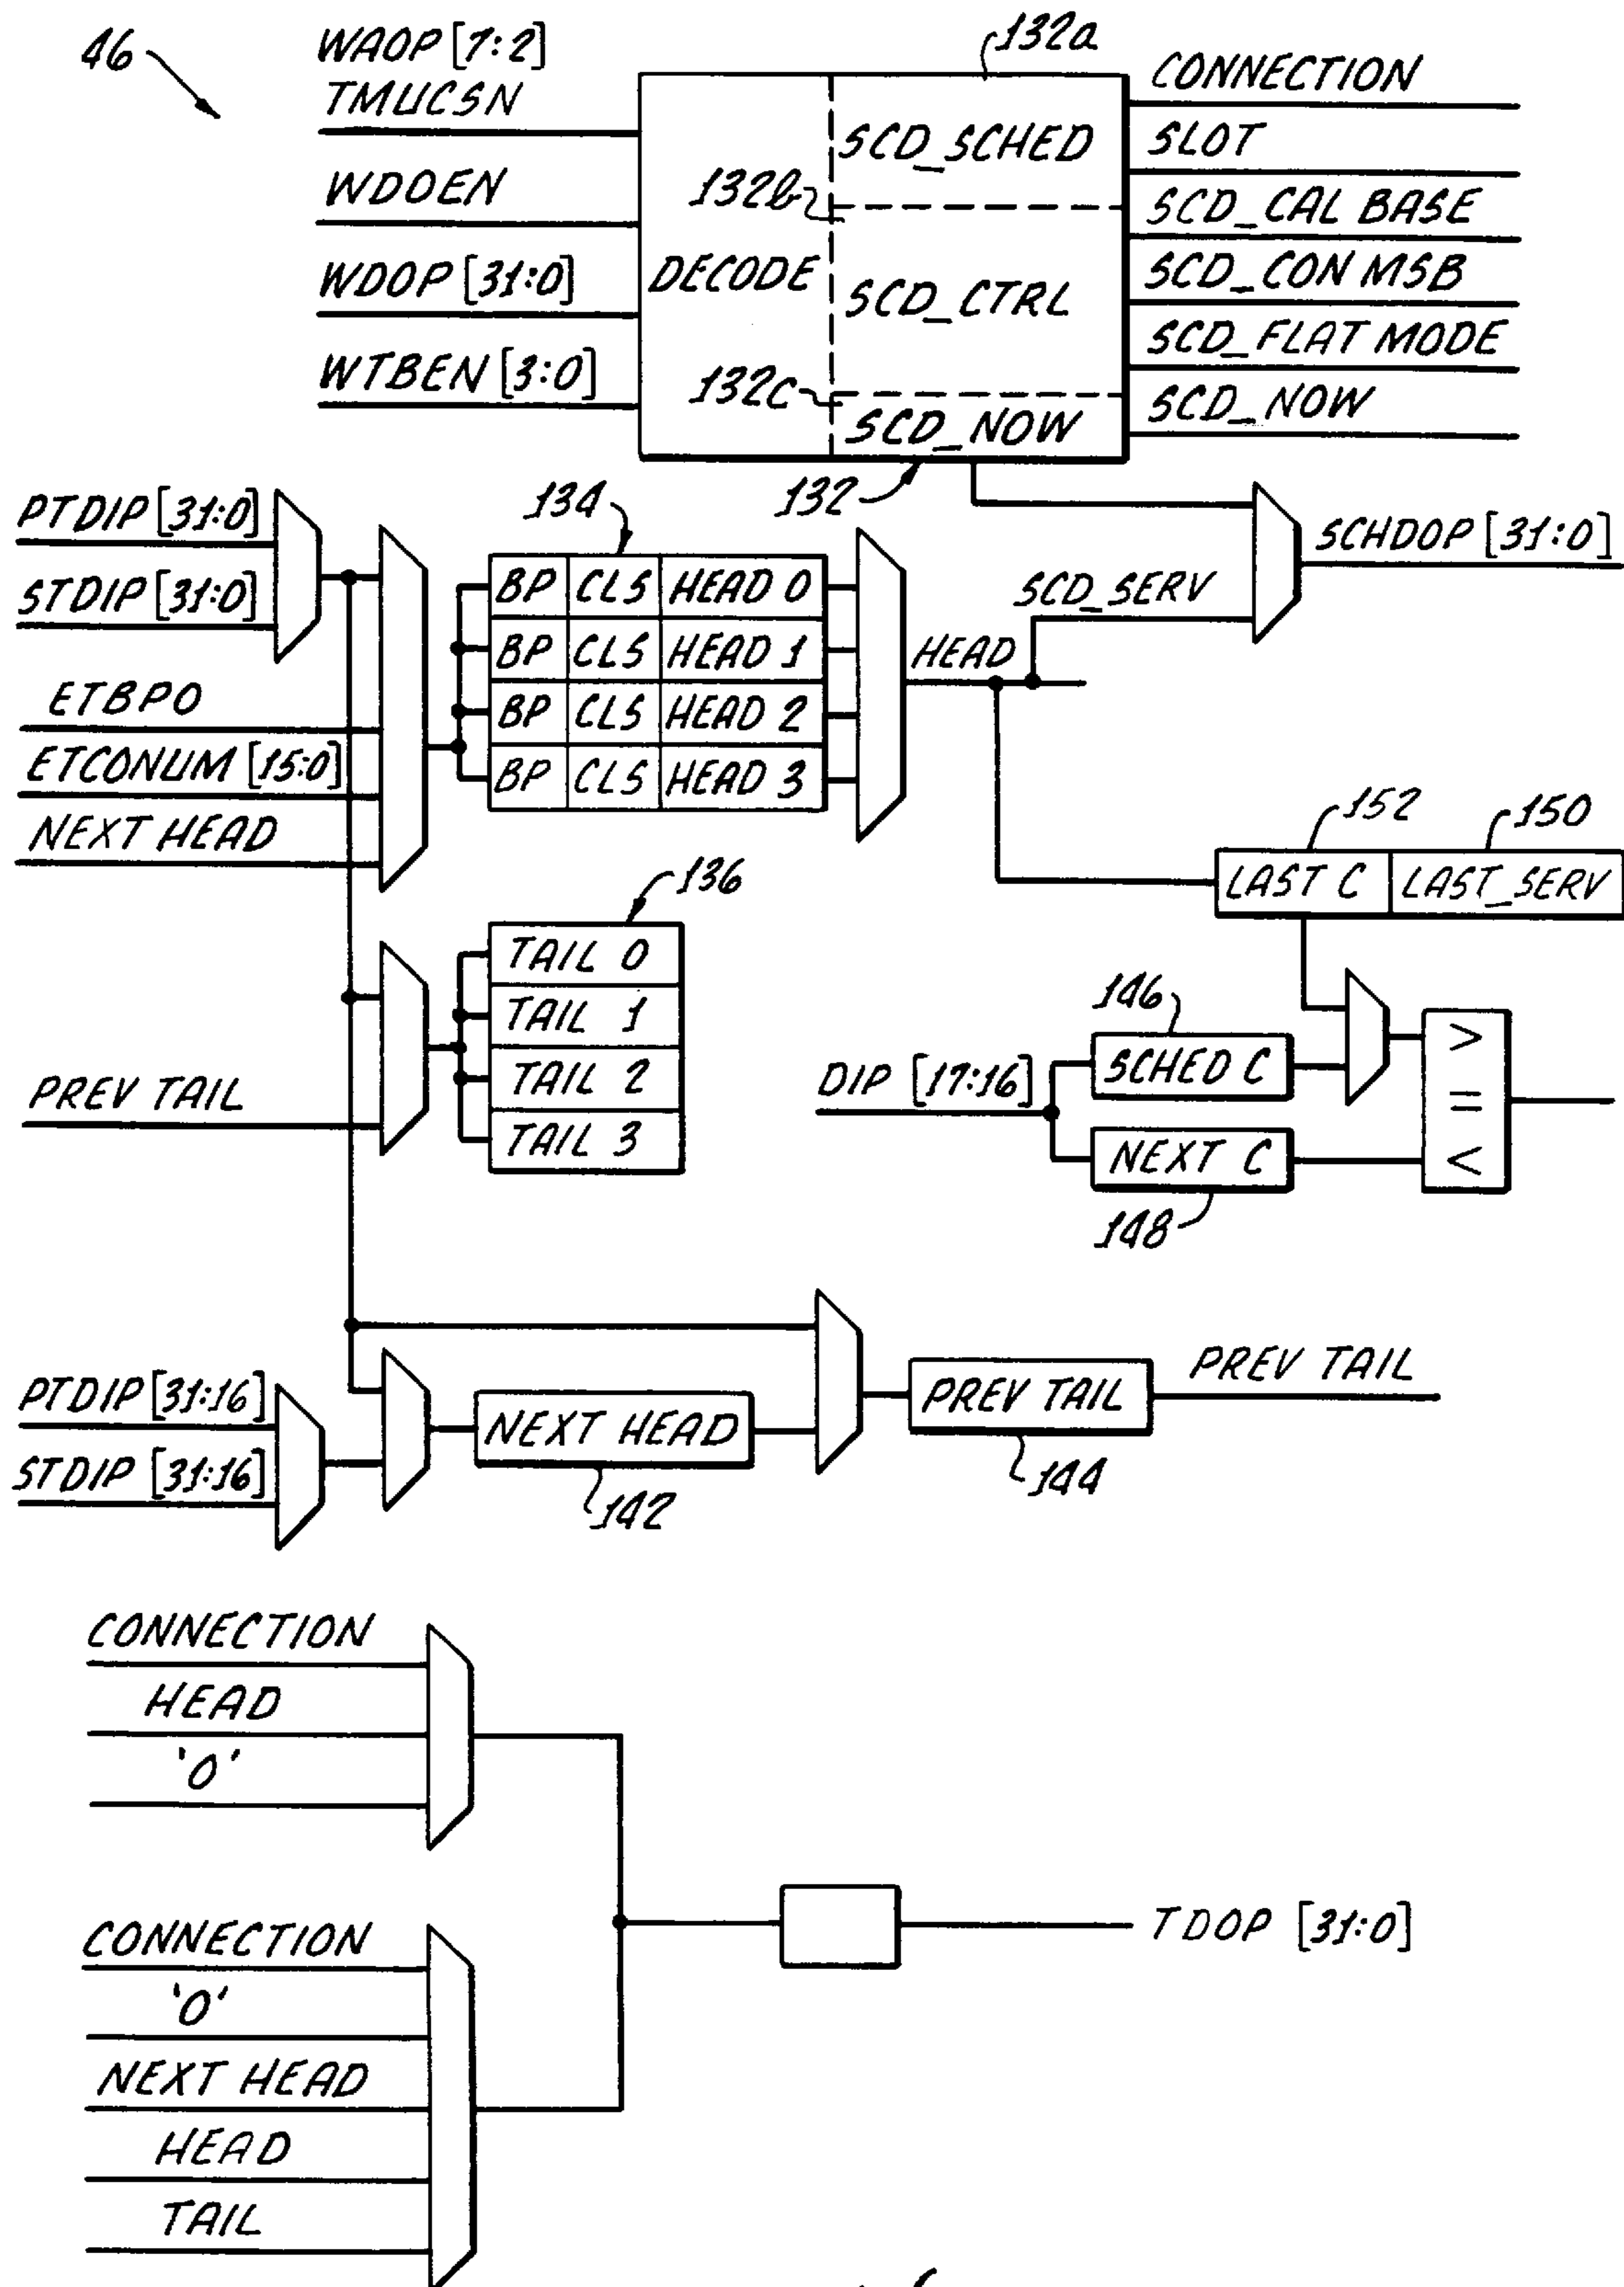 46
WAOP [7:2]
TMUCSN
WDOEN
WDOP [31:0]
WTBEN [3:0]
132a
132b
132c
DECODE
SCD_SCHED
SCD_CTRL
SCD_NOW
132
CONNECTION
SLOT
SCD_CAL BASE
SCD_CON MSB
SCD_FLAT MODE
SCD_NOW
PTDIP [31:0]
STDIP [31:0]
ETBPO
ETCONUM [15:0]
NEXT HEAD
134
BP CLS HEAD 0
BP CLS HEAD 1
BP CLS HEAD 2
BP CLS HEAD 3
HEAD
SCD_SERV
SCHDOP [31:0]
152
150
LAST C LAST_SERV
136
TAIL 0
TAIL 1
TAIL 2
TAIL 3
PREV TAIL
146
DIP [17:16]
SCHED C
NEXT C
148
>
=
<
PTDIP [31:16]
STDIP [31:16]
NEXT HEAD
142
PREV TAIL
144
PREV TAIL
CONNECTION
HEAD
'0'
CONNECTION
'0'
NEXT HEAD
HEAD
TAIL
TDOP [31:0]